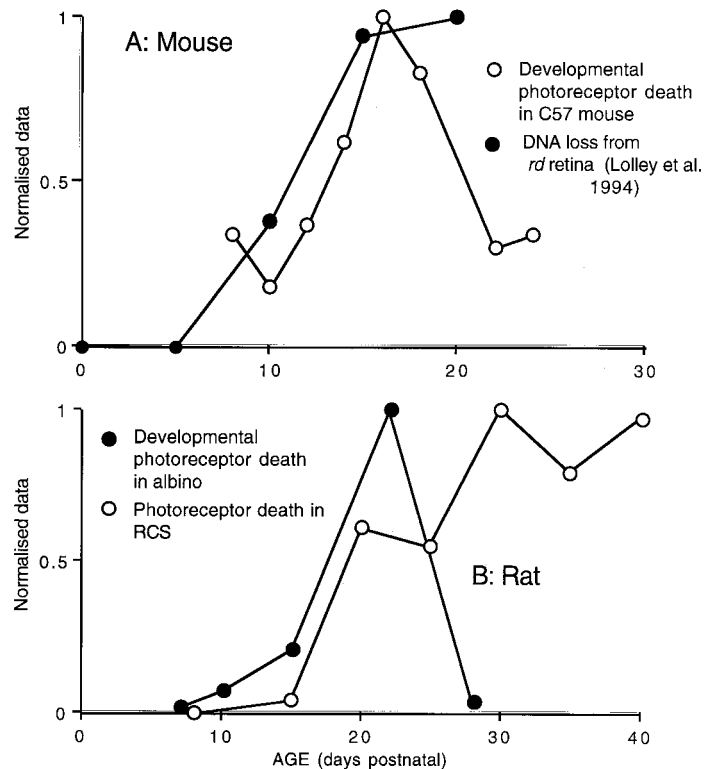 A: Mouse
Normalised data
1
0.5
0
0
10
20
30
Developmental
photoreceptor death
in C57 mouse
DNA loss from
rd retina (Lolley et al.
1994)
B: Rat
Normalised data
1
0.5
0
Developmental
photoreceptor death
in albino
Photoreceptor death in
RCS
0
10
20
30
40
AGE (days postnatal)